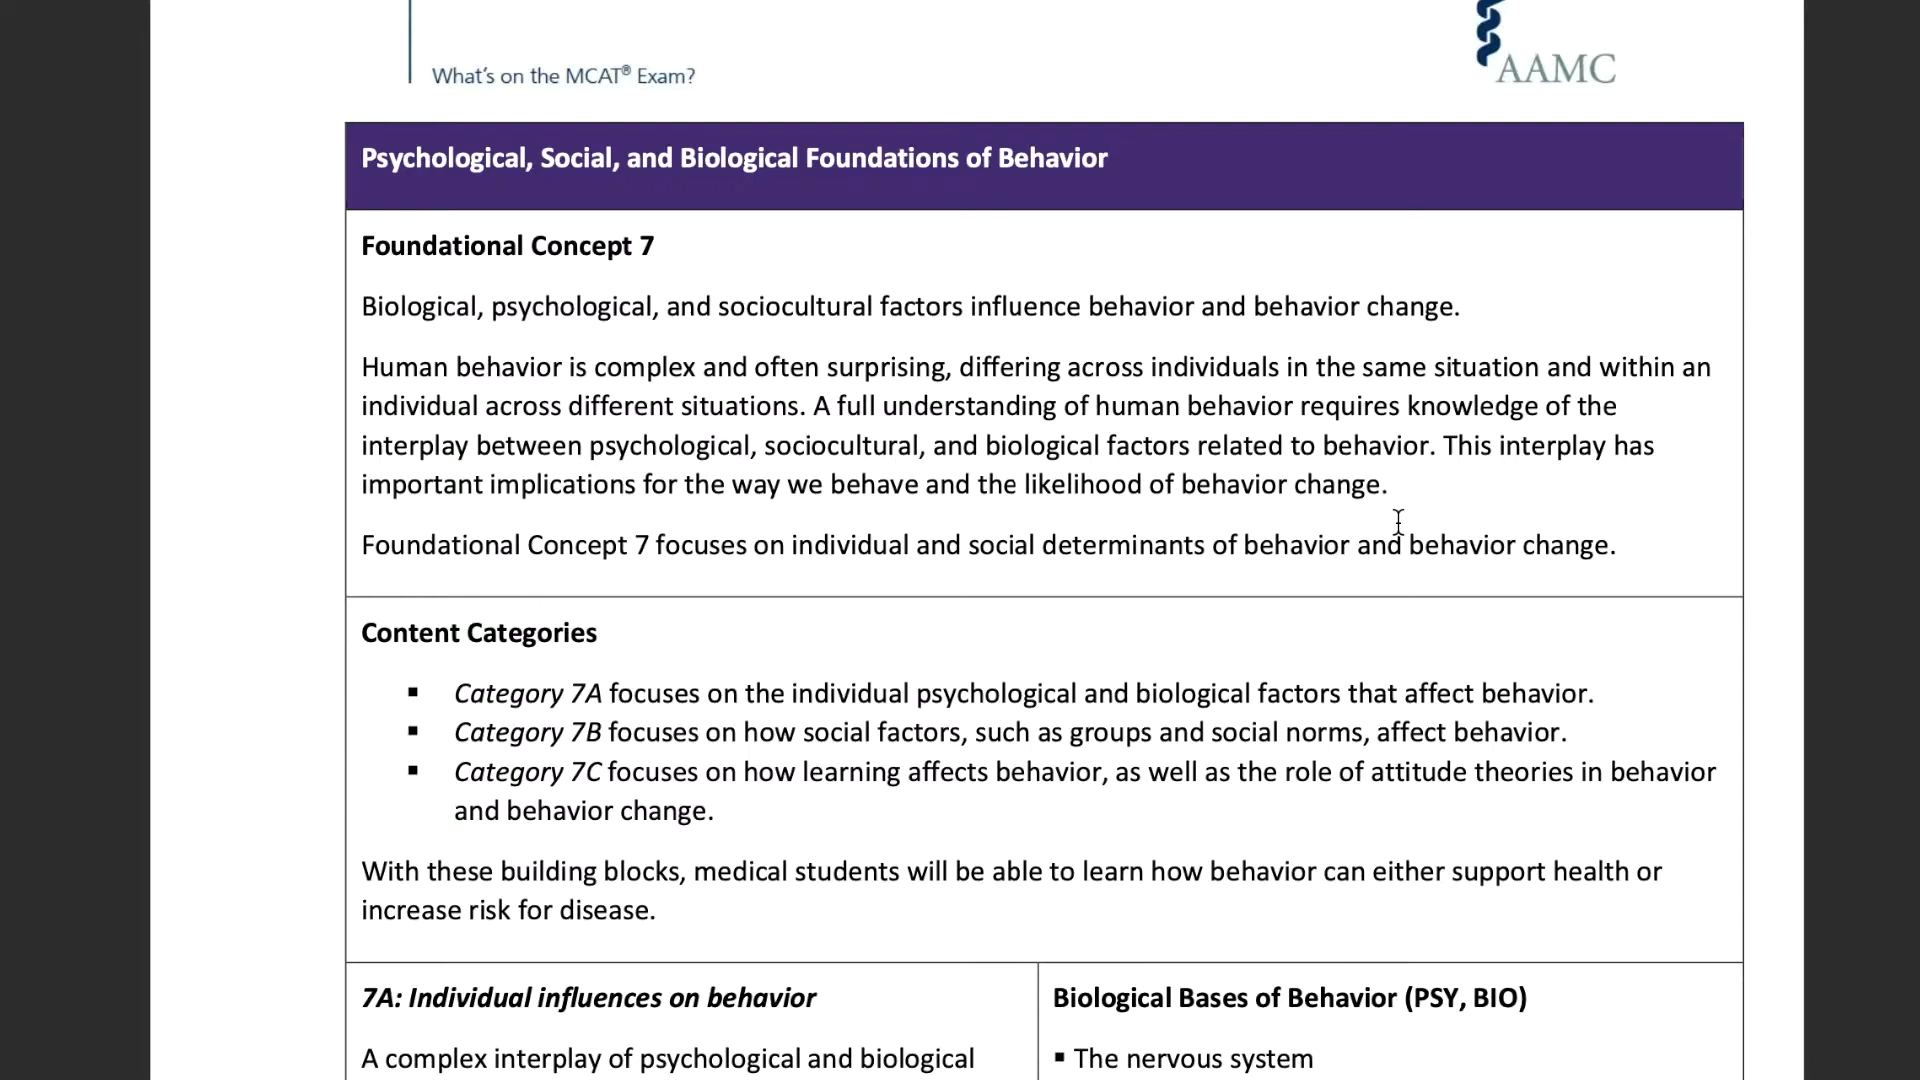 What's on the MCAT® Exam?
AAMC
Psychological, Social, and Biological Foundations of Behavior
Foundational Concept 7
Biological, psychological, and sociocultural factors influence behavior and behavior change.
Human behavior is complex and often surprising, differing across individuals in the same situation and within an
individual across different situations. A full understanding of human behavior requires knowledge of the
interplay between psychological, sociocultural, and biological factors related to behavior. This interplay has
important implications for the way we behave and the likelihood of behavior change.
Foundational Concept 7 focuses on individual and social determinants of behavior and behavior change.
Content Categories
▪ Category 7A focuses on the individual psychological and biological factors that affect behavior.
▪ Category 7B focuses on how social factors, such as groups and social norms, affect behavior.
▪ Category 7C focuses on how learning affects behavior, as well as the role of attitude theories in behavior
and behavior change.
With these building blocks, medical students will be able to learn how behavior can either support health or
increase risk for disease.
7A: Individual influences on behavior
A complex interplay of psychological and biological
Biological Bases of Behavior (PSY, BIO)
▪ The nervous system